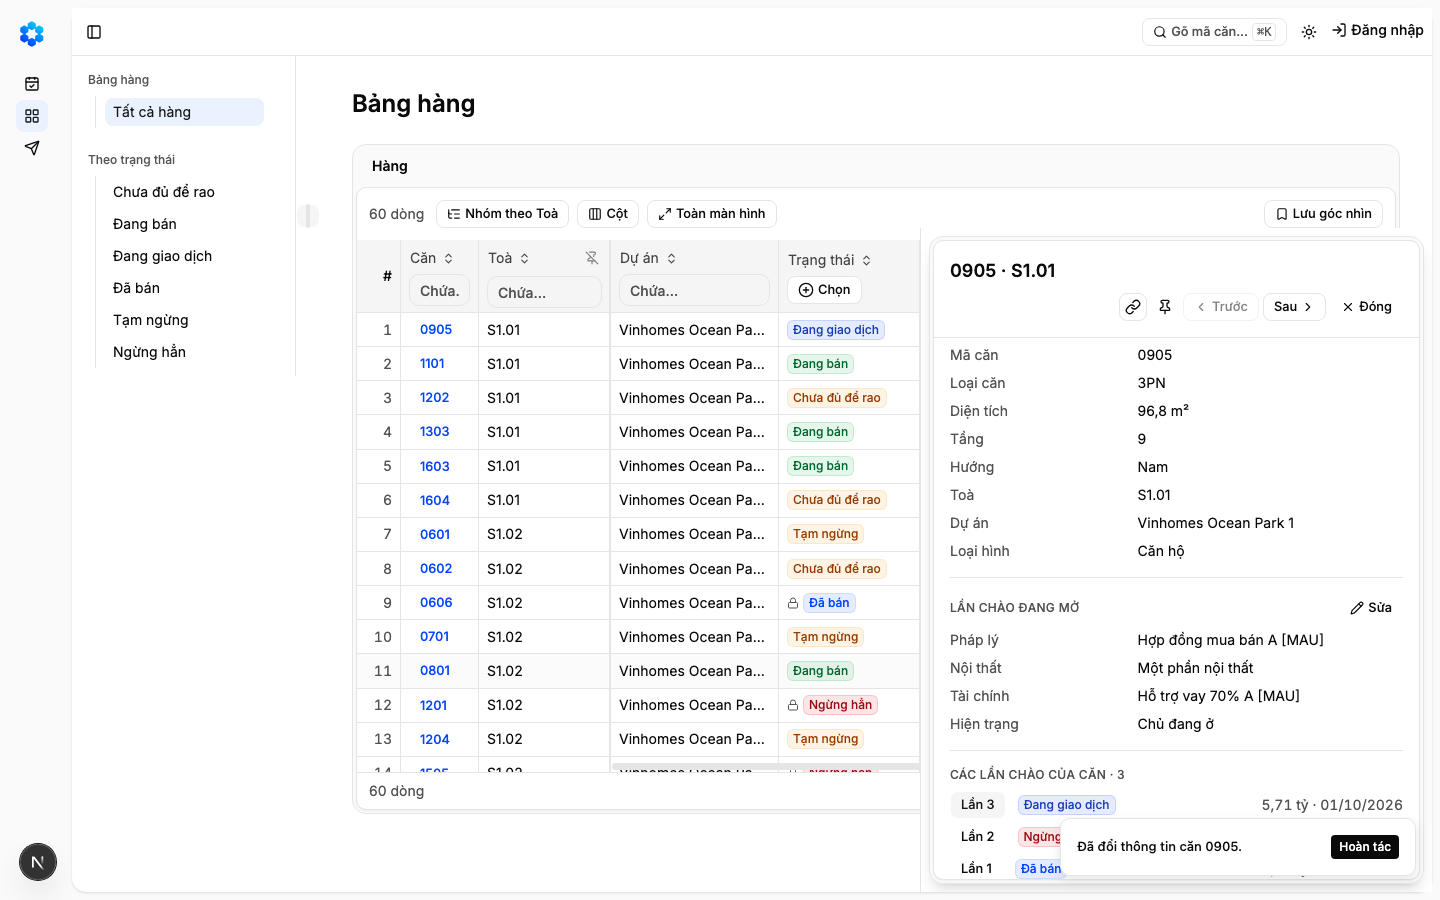 Gõ mã căn... ⌘K
Đăng nhập
Bảng hàng
Tất cả hàng
Theo trạng thái
Chưa đủ để rao
Đang bán
Đang giao dịch
Đã bán
Tạm ngừng
Ngừng hẳn
Bảng hàng
Hàng
60 dòng Nhóm theo Toà Cột Toàn màn hình Lưu góc nhìn
# Căn Toà Dự án Trạng thái
Chứa. Chứa... Chứa... Chọn
1 0905 S1.01 Vinhomes Ocean Pa... Đang giao dịch
2 1101 S1.01 Vinhomes Ocean Pa... Đang bán
3 1202 S1.01 Vinhomes Ocean Pa... Chưa đủ để rao
4 1303 S1.01 Vinhomes Ocean Pa... Đang bán
5 1603 S1.01 Vinhomes Ocean Pa... Đang bán
6 1604 S1.01 Vinhomes Ocean Pa... Chưa đủ để rao
7 0601 S1.02 Vinhomes Ocean Pa... Tạm ngừng
8 0602 S1.02 Vinhomes Ocean Pa... Chưa đủ để rao
9 0606 S1.02 Vinhomes Ocean Pa... Đã bán
10 0701 S1.02 Vinhomes Ocean Pa... Tạm ngừng
11 0801 S1.02 Vinhomes Ocean Pa... Đang bán
12 1201 S1.02 Vinhomes Ocean Pa... Ngừng hẳn
13 1204 S1.02 Vinhomes Ocean Pa... Tạm ngừng
60 dòng
0905 · S1.01
Trước Sau Đóng
Mã căn 0905
Loại căn 3PN
Diện tích 96,8 m²
Tầng 9
Hướng Nam
Toà S1.01
Dự án Vinhomes Ocean Park 1
Loại hình Căn hộ
LẦN CHÀO ĐANG MỞ Sửa
Pháp lý Hợp đồng mua bán A [MAU]
Nội thất Một phần nội thất
Tài chính Hỗ trợ vay 70% A [MAU]
Hiện trạng Chủ đang ở
CÁC LẦN CHÀO CỦA CĂN · 3
Lần 3 Đang giao dịch 5,71 tỷ · 01/10/2026
Lần 2 Ngừng
Lần 1 Đã bán
Đã đổi thông tin căn 0905. Hoàn tác
N